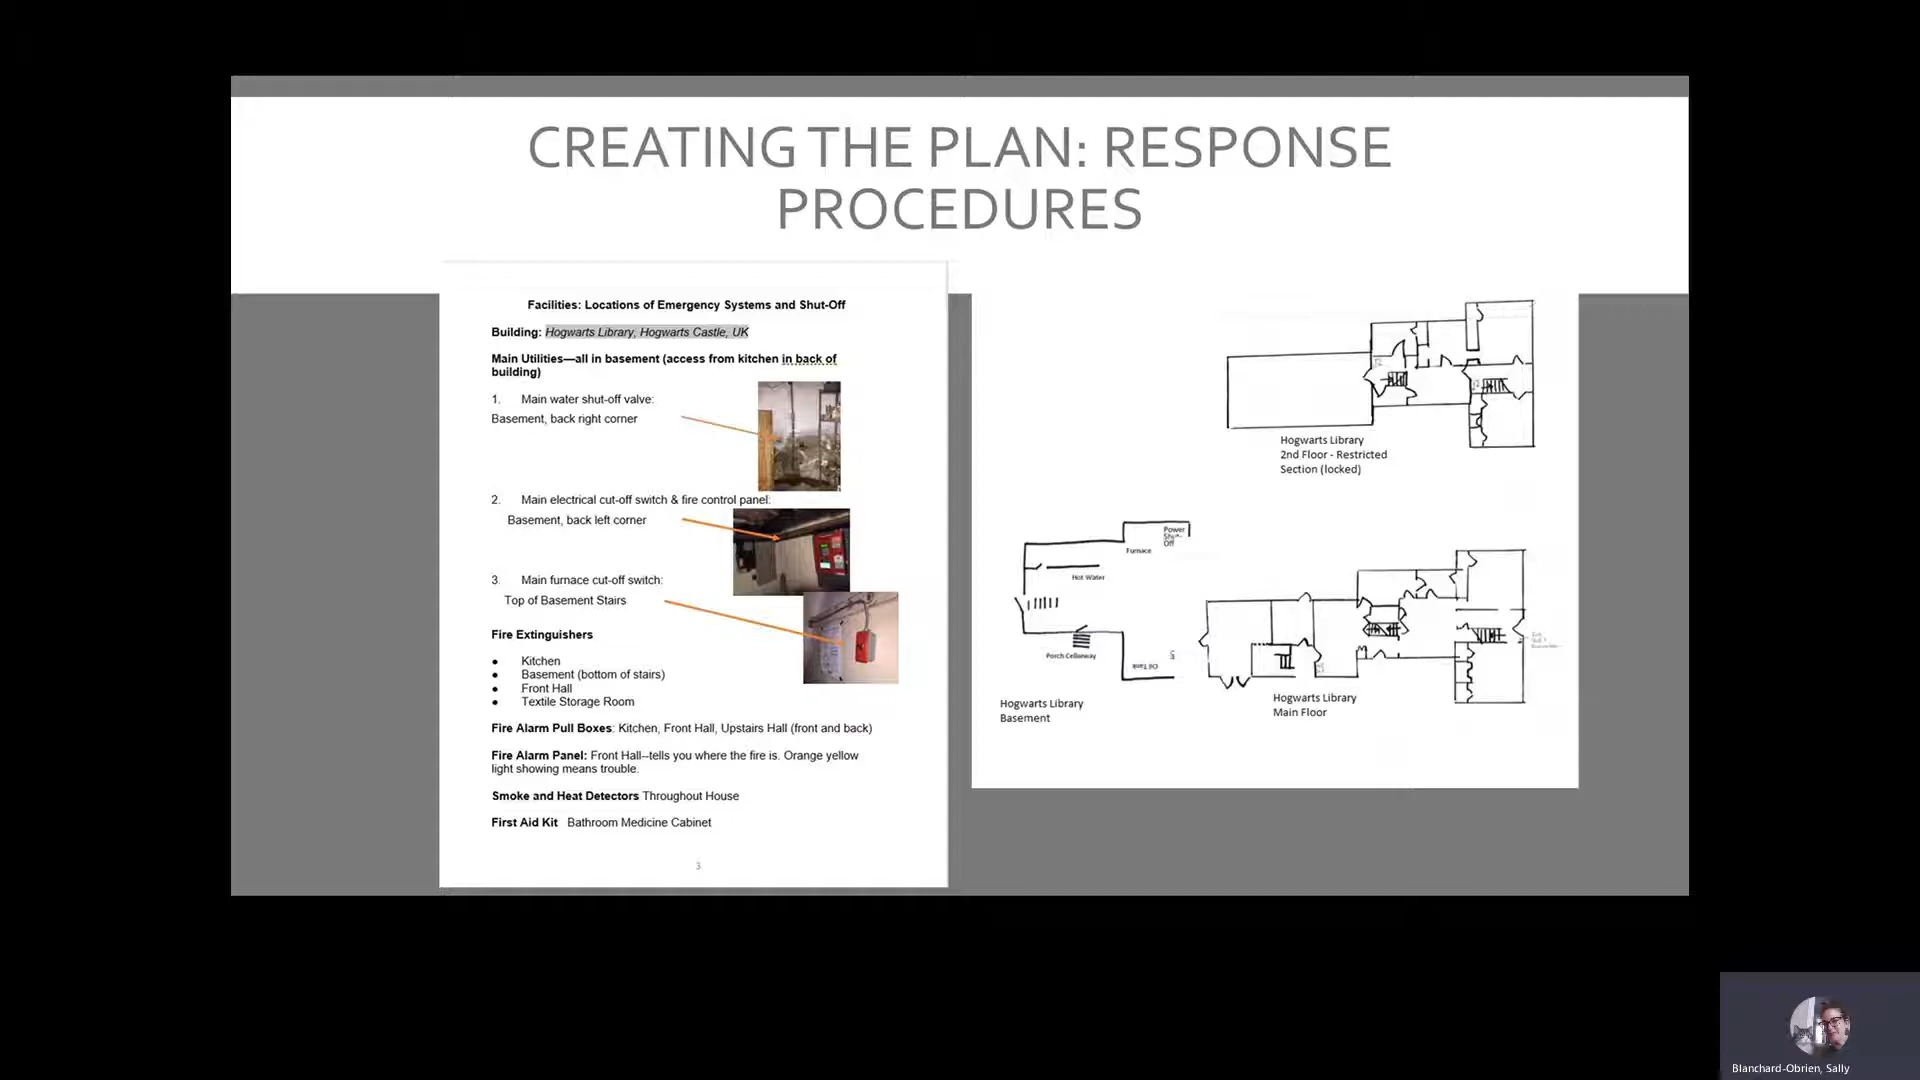 CREATING THE PLAN: RESPONSE
PROCEDURES
Facilities: Locations of Emergency Systems and Shut-Off
Building: Hogwarts Library, Hogwarts Castle, UK
Main Utilities—all in basement (access from kitchen in back of
building)
1. Main water shut-off valve:
Basement, back right corner
2. Main electrical cut-off switch & fire control panel:
Basement, back left corner
3. Main furnace cut-off switch:
Top of Basement Stairs
Fire Extinguishers
● Kitchen
● Basement (bottom of stairs)
● Front Hall
● Textile Storage Room
Fire Alarm Pull Boxes: Kitchen, Front Hall, Upstairs Hall (front and back)
Fire Alarm Panel: Front Hall--tells you where the fire is. Orange yellow
light showing means trouble.
Smoke and Heat Detectors Throughout House
First Aid Kit Bathroom Medicine Cabinet
3
Hogwarts Library
2nd Floor - Restricted
Section (locked)
Power
Shut-
Off
Furnace
Hot Water
Porch Cellarway
Oil Tank
Hogwarts Library
Basement
Hogwarts Library
Main Floor
Blanchard-Obrien, Sally